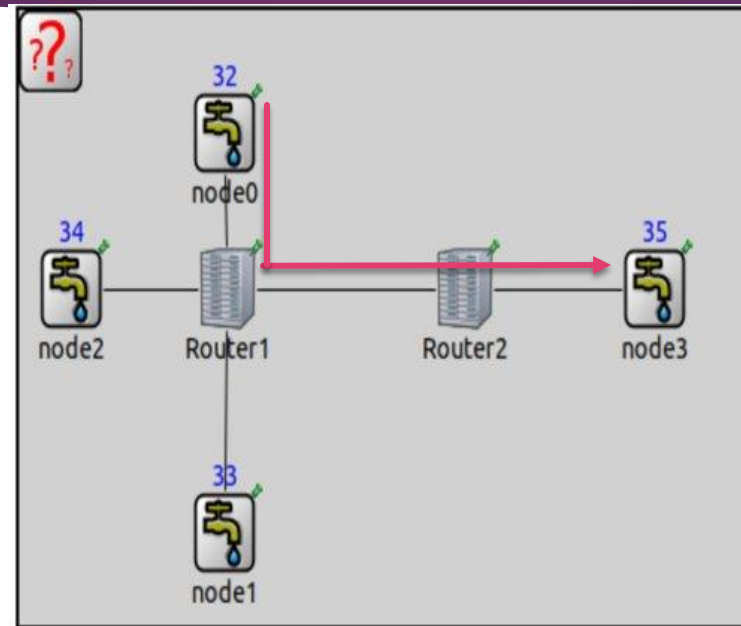 ???
32
node0
34
35
node2
Router1
Router2
node3
33
node1